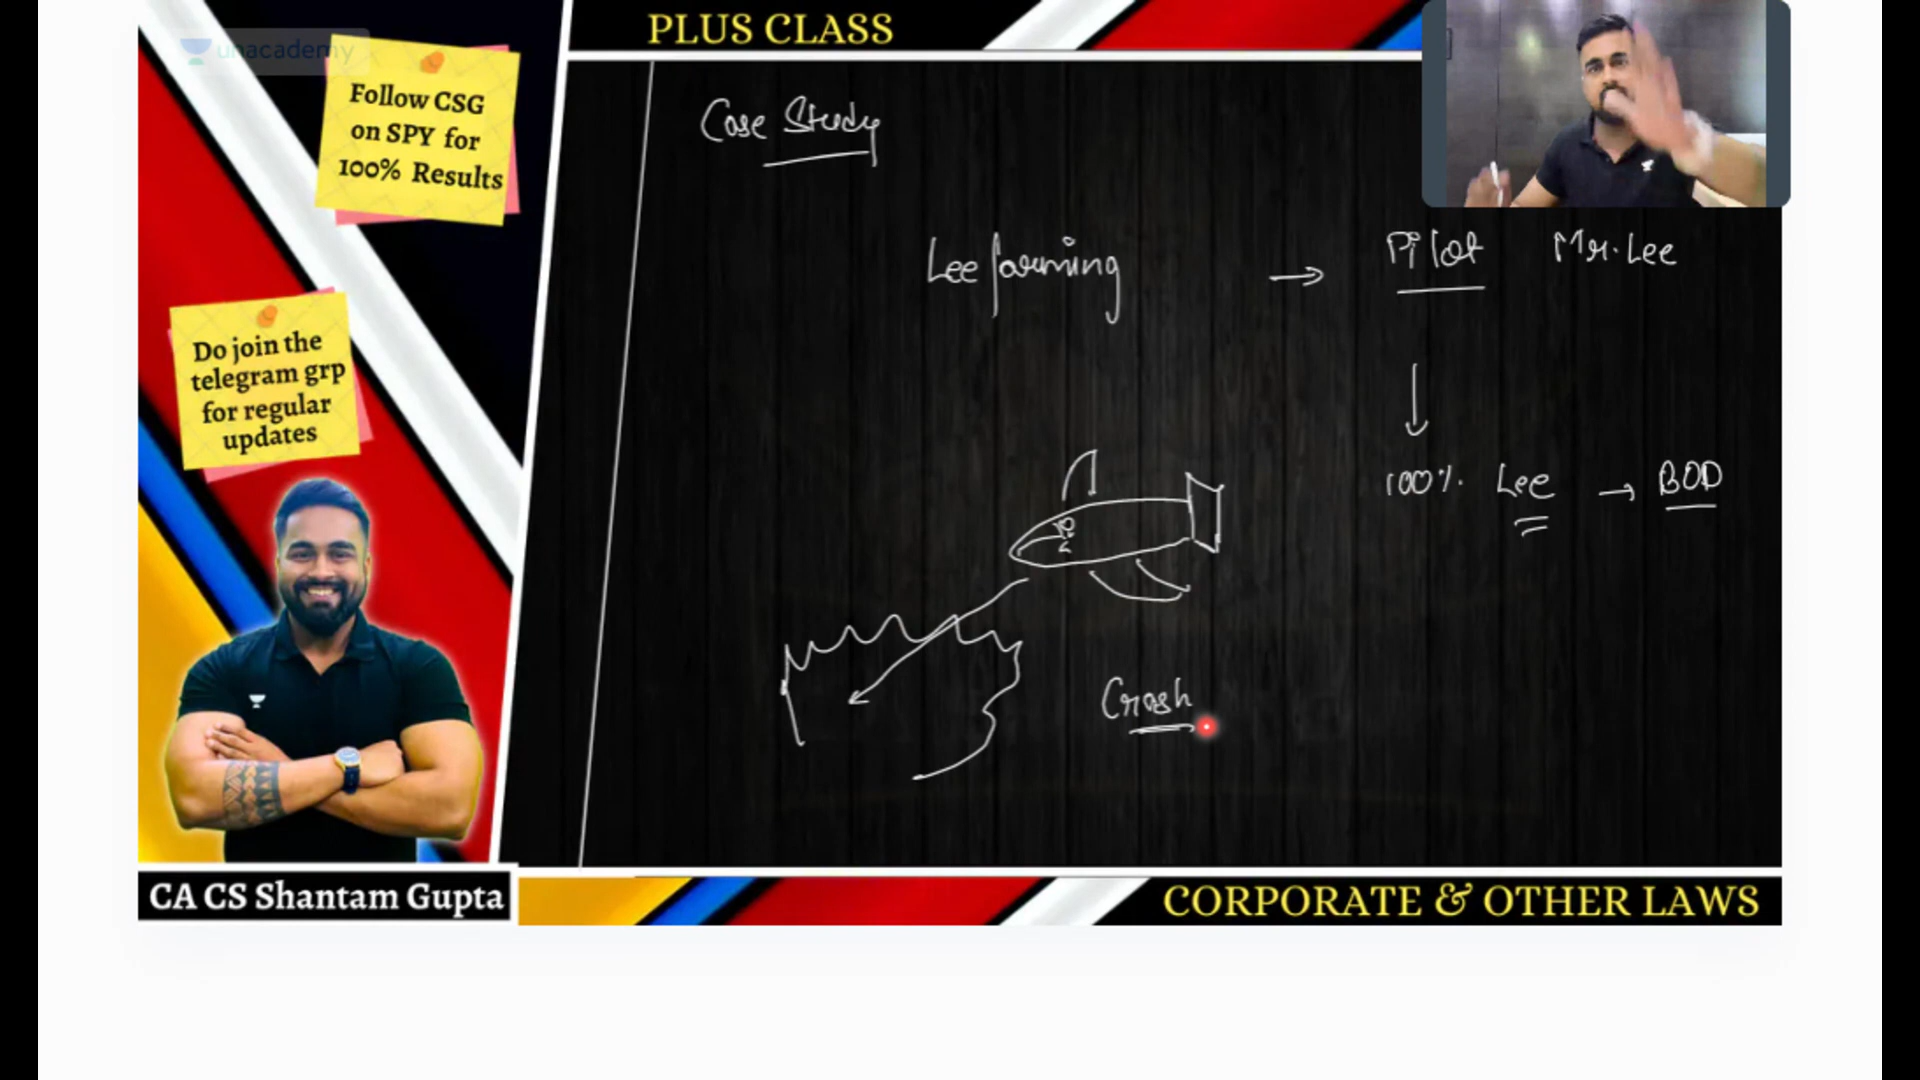 PLUS CLASS
unacademy
Follow CSG
on SPY for
100% Results
Case Study
Lee farming → Pilot Mr. Lee
Do join the
telegram grp
for regular
updates
100% Lee → BOD
Crash
CA CS Shantam Gupta
CORPORATE & OTHER LAWS